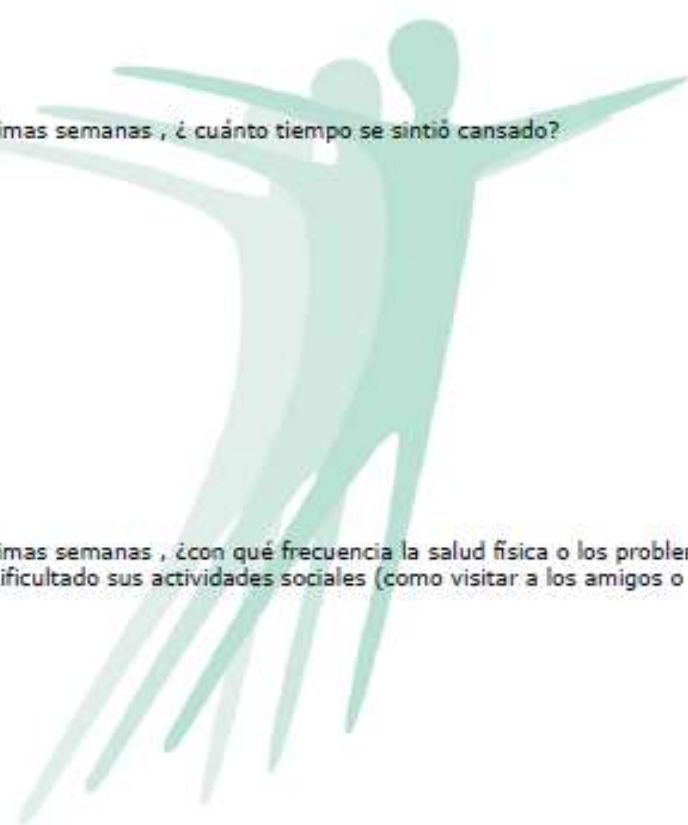 imas semanas , ¿ cuánto tiempo se sintió cansado?
imas semanas , ¿con qué frecuencia la salud física o los proble
ificultado sus actividades sociales (como visitar a los amigos o